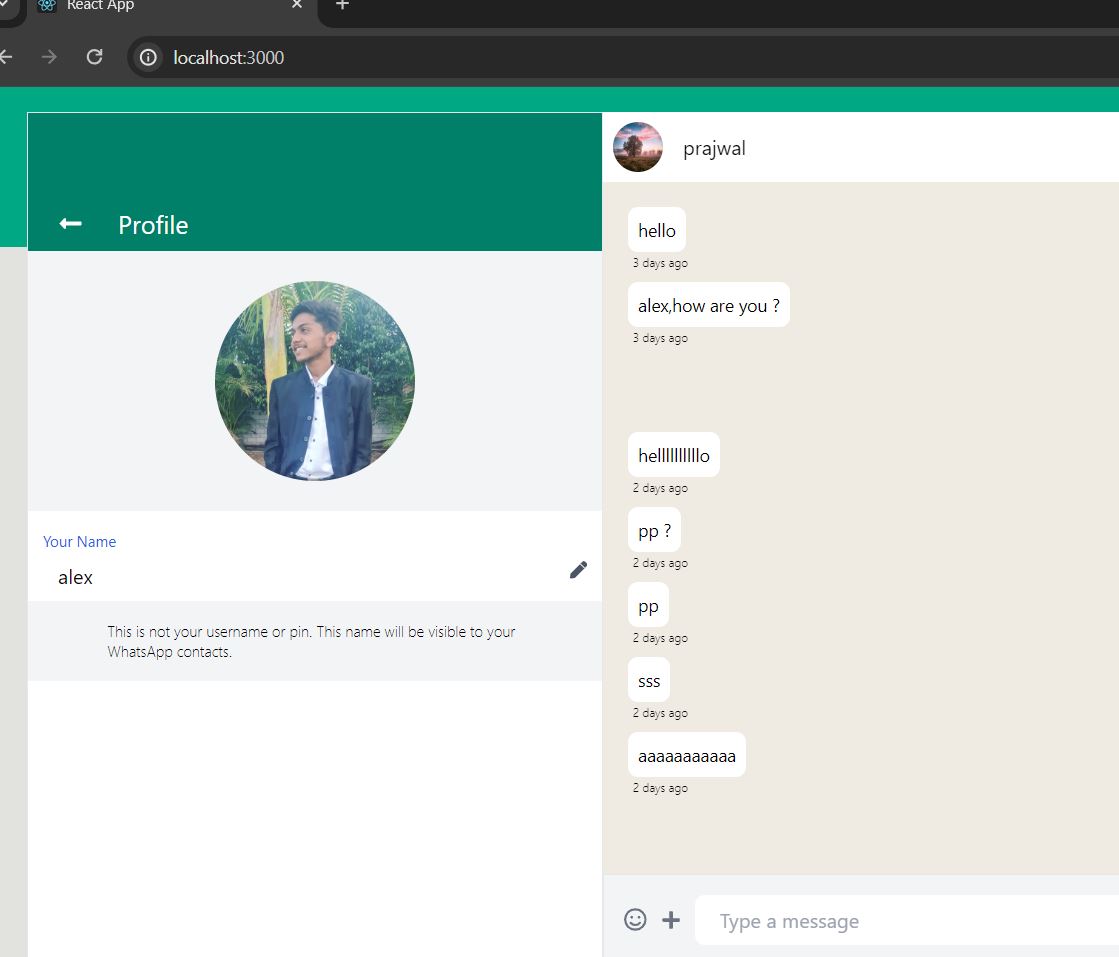 React App
localhost:3000
Profile
Your Name
alex
This is not your username or pin. This name will be visible to your
WhatsApp contacts.
prajwal
hello
3 days ago
alex,how are you ?
3 days ago
hellllllllllo
2 days ago
pp ?
2 days ago
pp
2 days ago
sss
2 days ago
aaaaaaaaaaa
2 days ago
Type a message